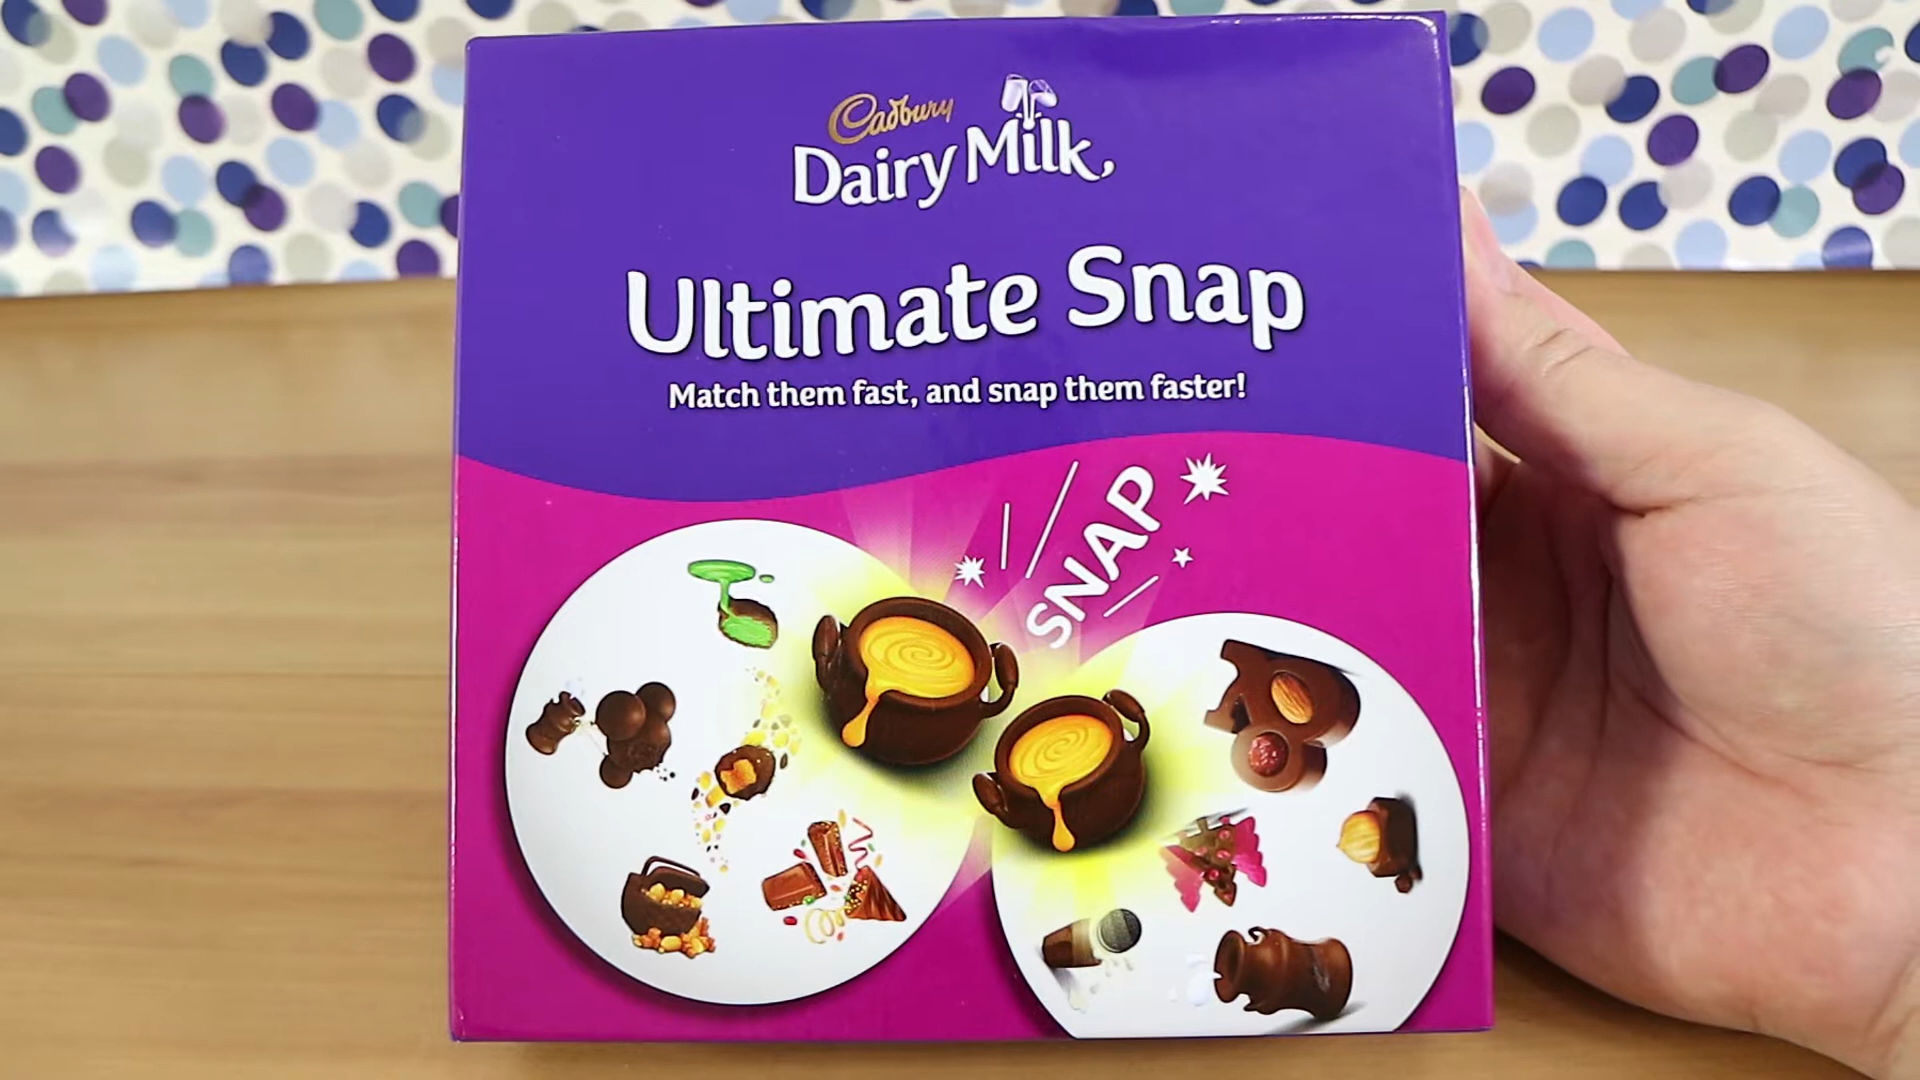 Cadbury
Dairy Milk
Ultimate Snap
Match them fast, and snap them faster!
SNAP